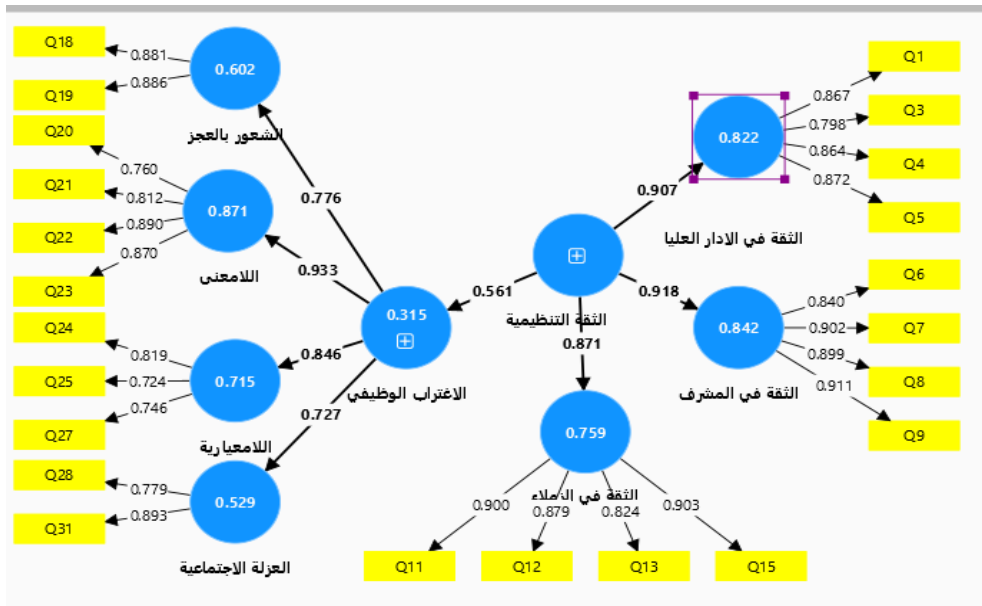 Q18
0.881
0.886
Q19
0.602
الشعور بالعجز
Q20
0.760
Q21
0.812
Q22
0.890
0.870
Q23
0.871
اللامعنى
Q24
0.819
Q25
0.724
0.746
Q27
0.715
اللامعيارية
Q28
0.779
0.893
Q31
0.529
العزلة الاجتماعية
0.776
0.933
0.846
0.727
0.315
الاغتراب الوظيفي
0.561
الثقة التنظيمية
0.907
0.918
0.871
0.822
الثقة في الادار العليا
0.867
Q1
0.798
Q3
0.864
Q4
0.872
Q5
0.842
الثقة في المشرف
0.840
Q6
0.902
Q7
0.899
Q8
0.911
Q9
0.759
الثقة في الزملاء
0.900
0.879
0.824
0.903
Q11
Q12
Q13
Q15